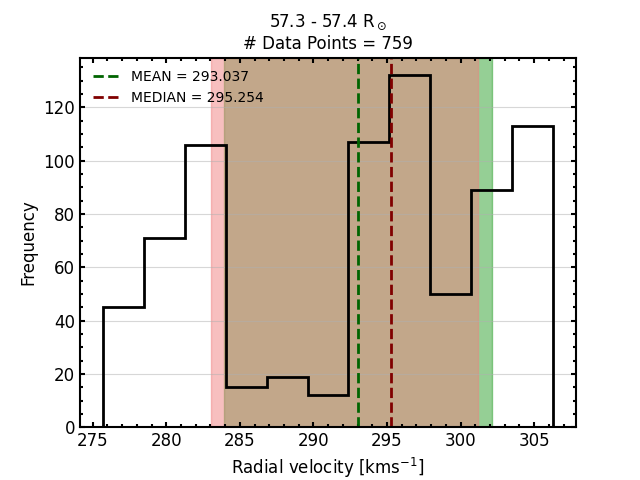 57.3 - 57.4 R⊙
# Data Points = 759
MEAN = 293.037
MEDIAN = 295.254
Frequency
120
100
80
60
40
20
0
275 280 285 290 295 300 305
Radial velocity [kms⁻¹]